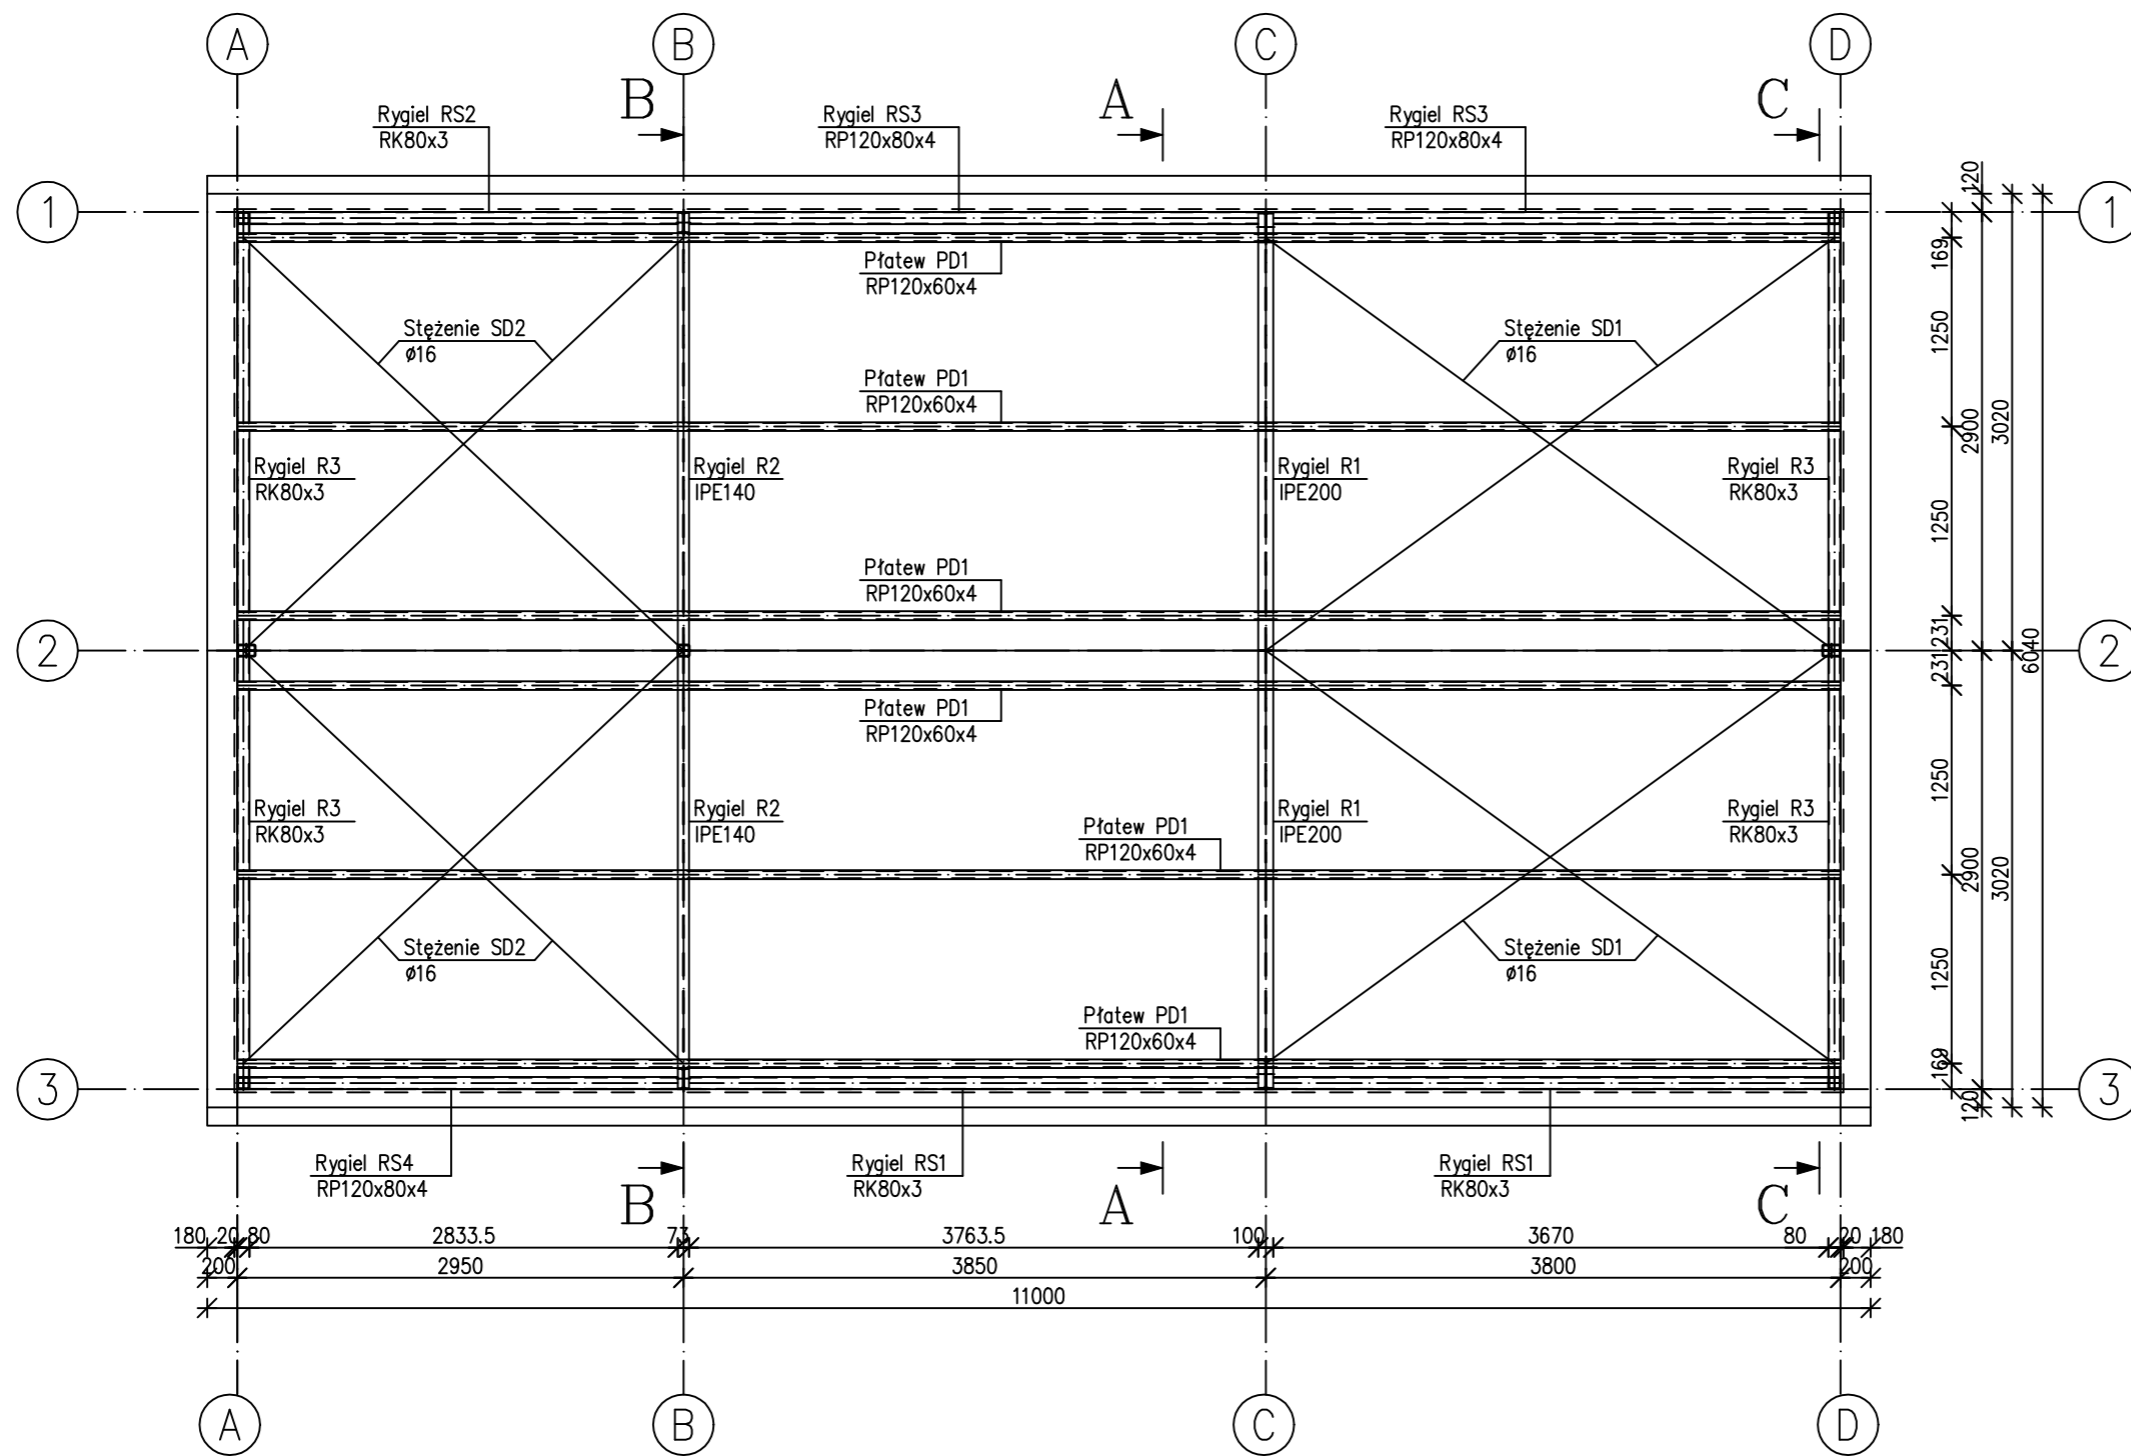 A
B
C
D
B
A
C
Rygiel RS2
RK80x3
Rygiel RS3
RP120x80x4
Rygiel RS3
RP120x80x4
1
1
120
169
Płatew PD1
RP120x60x4
Stężenie SD2
ø16
Stężenie SD1
ø16
1250
Płatew PD1
RP120x60x4
2900
3020
Rygiel R3
RK80x3
Rygiel R2
IPE140
Rygiel R1
IPE200
Rygiel R3
RK80x3
1250
Płatew PD1
RP120x60x4
2
2
231
231
6040
Płatew PD1
RP120x60x4
1250
Rygiel R3
RK80x3
Rygiel R2
IPE140
Rygiel R1
IPE200
Rygiel R3
RK80x3
Płatew PD1
RP120x60x4
2900
3020
Stężenie SD2
ø16
Stężenie SD1
ø16
1250
Płatew PD1
RP120x60x4
169
3
3
120
Rygiel RS4
RP120x80x4
Rygiel RS1
RK80x3
Rygiel RS1
RK80x3
B
A
C
180 20 80 2833.5 73 3763.5 100 3670 80 20 180
200 2950 3850 3800 200
11000
A
B
C
D